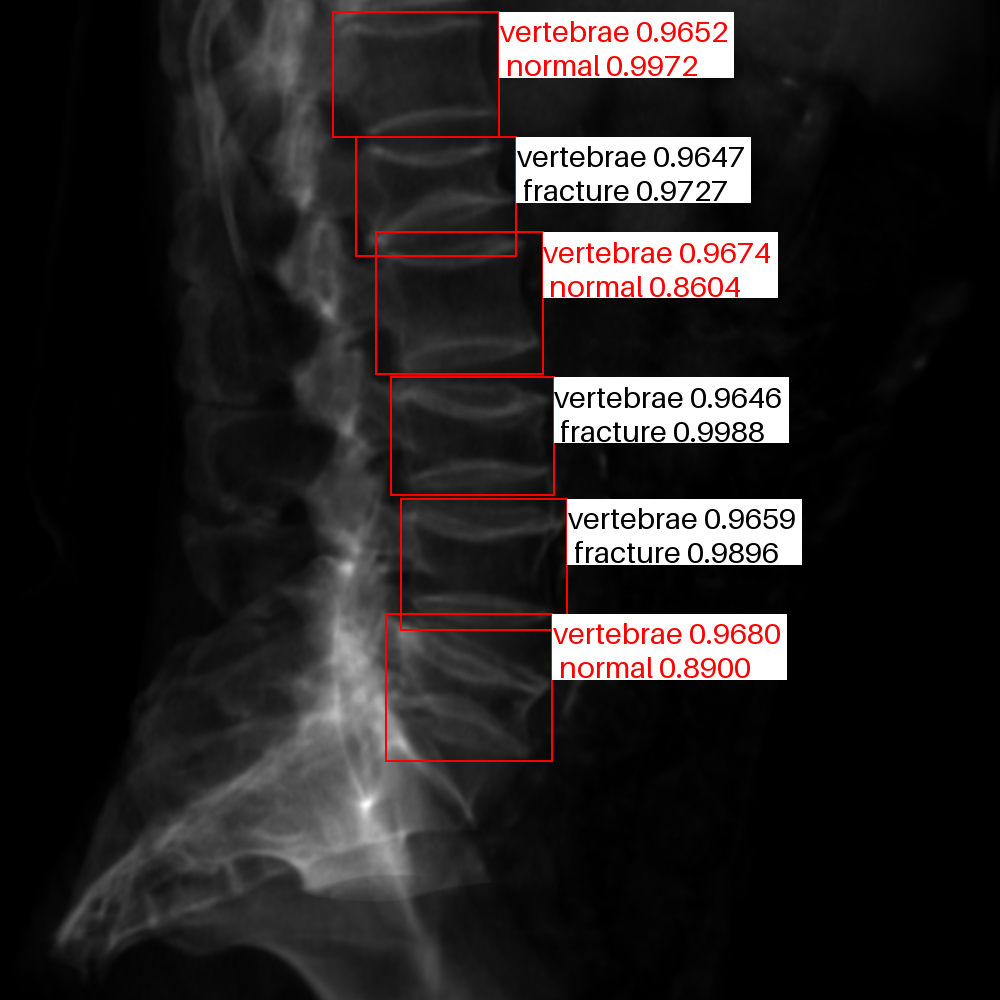 vertebrae 0.9652
normal 0.9972
vertebrae 0.9647
fracture 0.9727
vertebrae 0.9674
normal 0.8604
vertebrae 0.9646
fracture 0.9988
vertebrae 0.9659
fracture 0.9896
vertebrae 0.9680
normal 0.8900